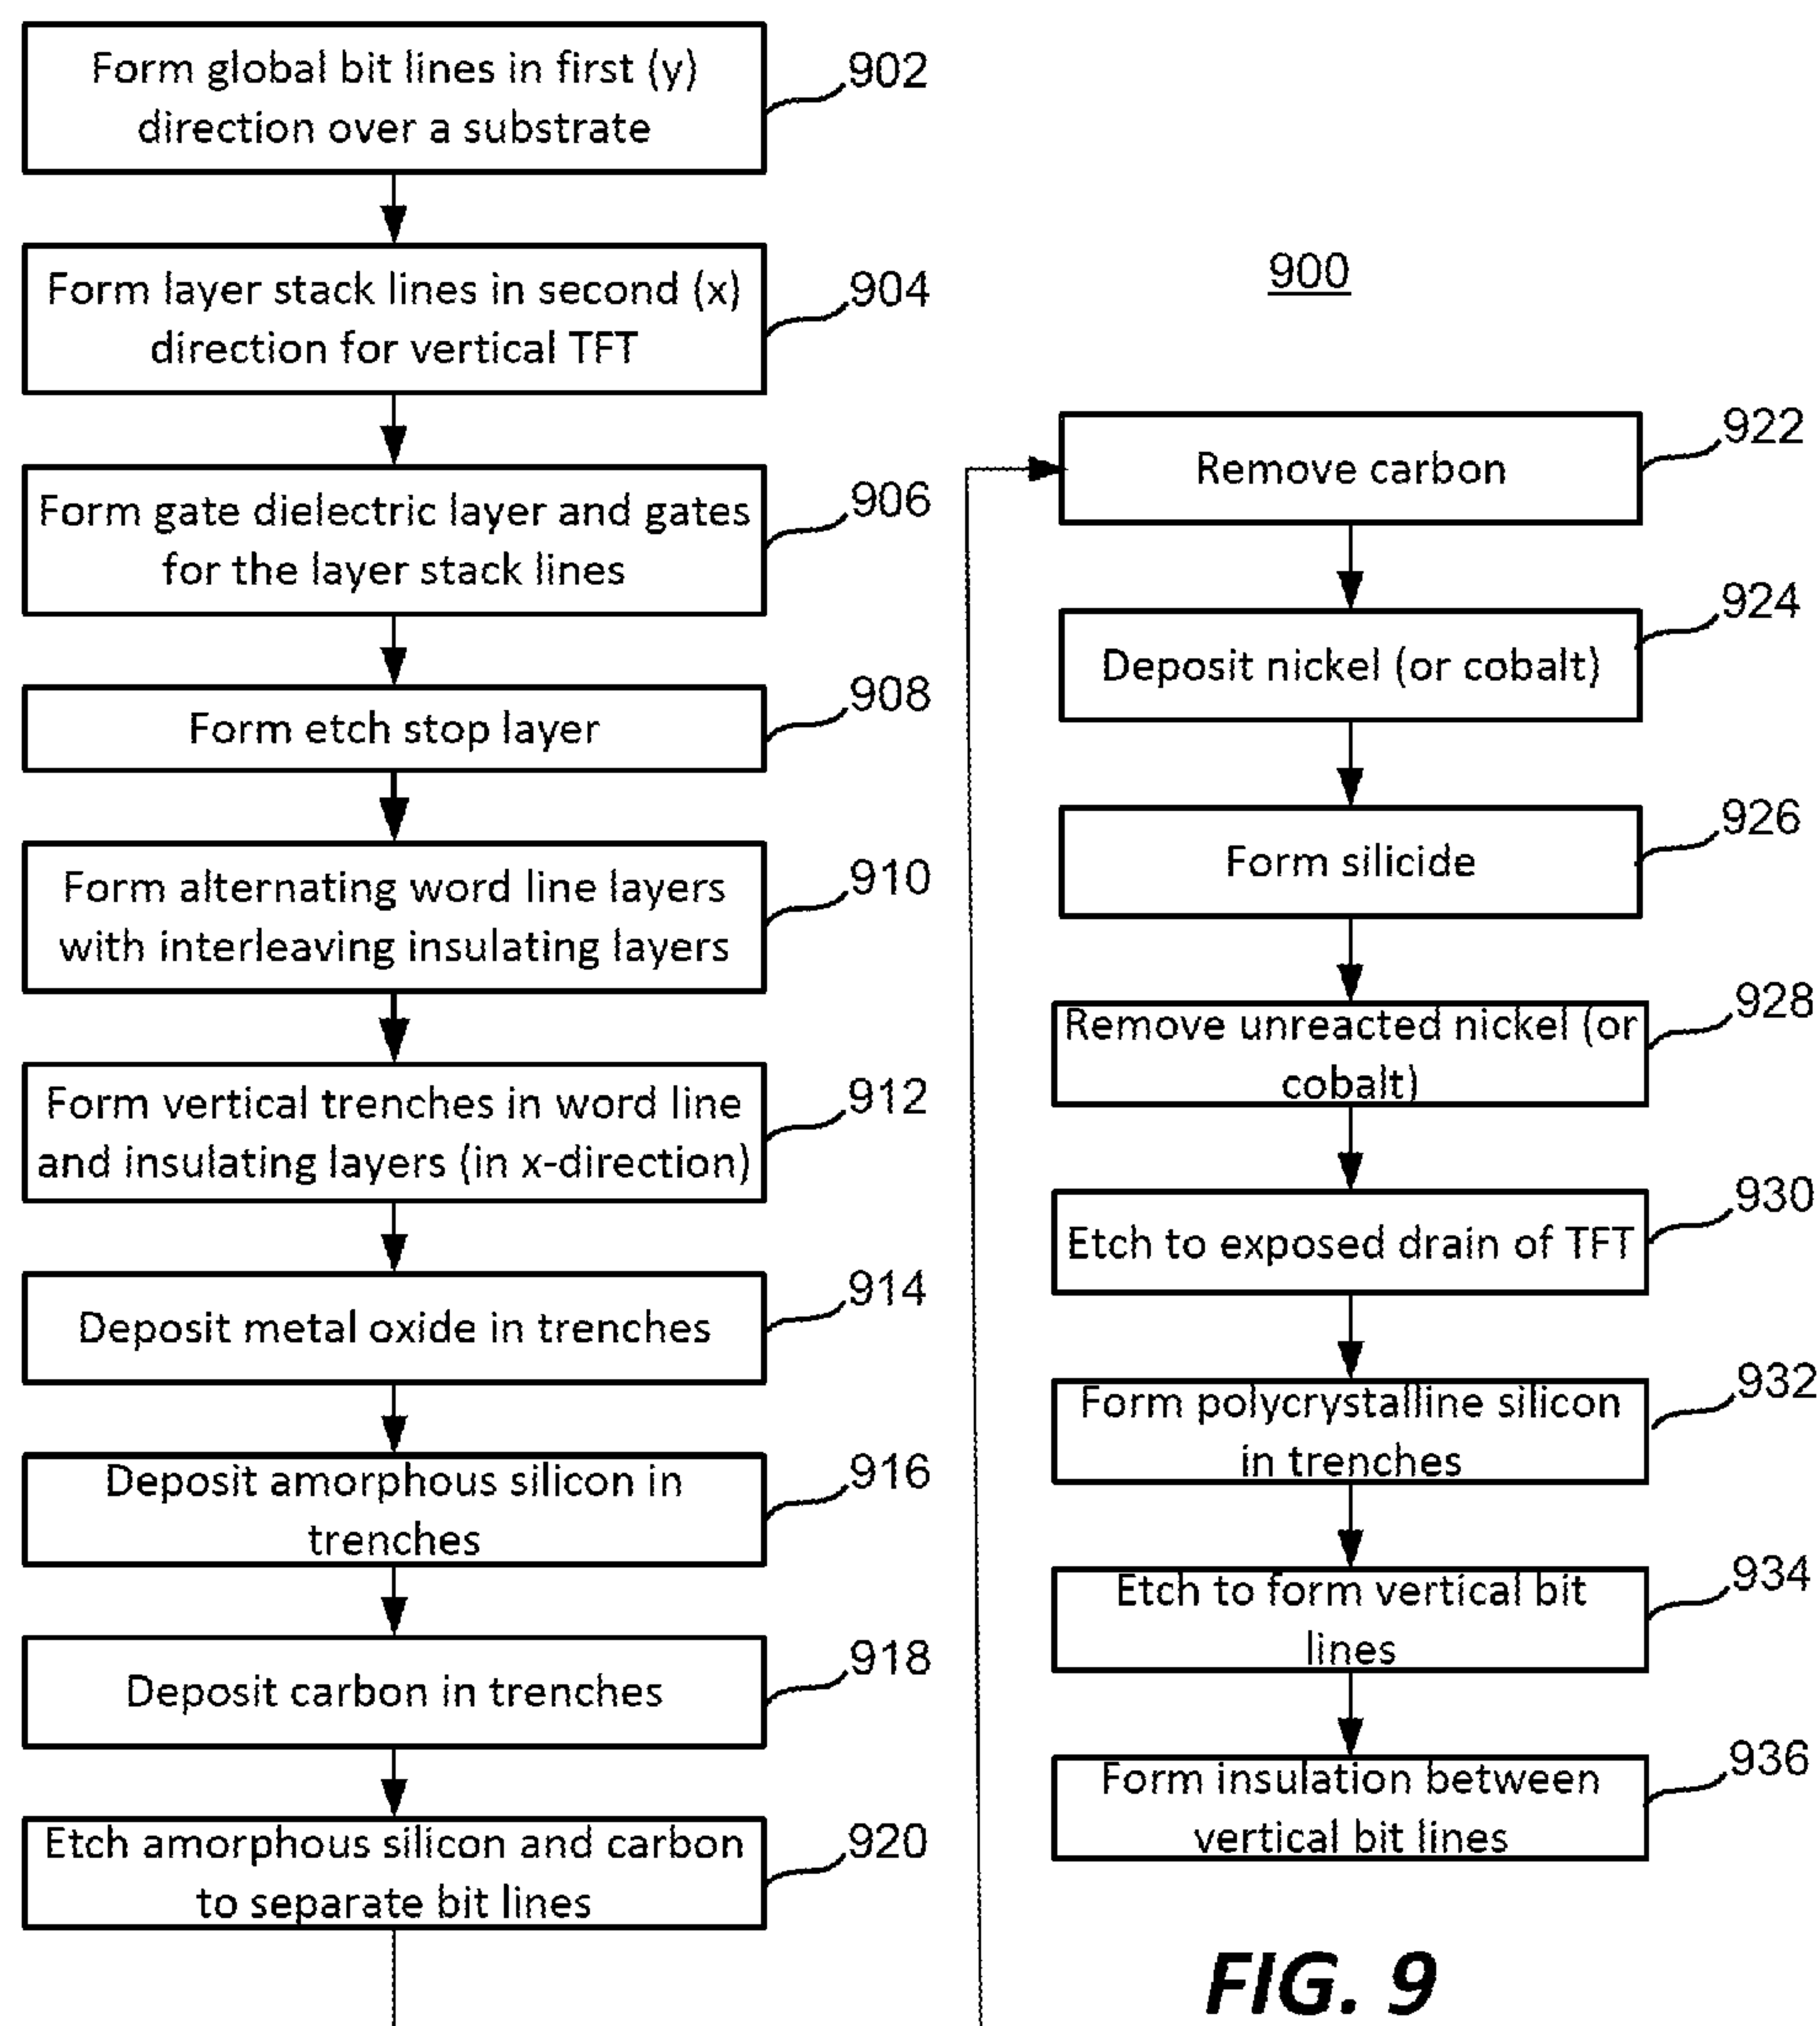 Form global bit lines in first (y)
direction over a substrate
902
Form layer stack lines in second (x)
direction for vertical TFT
904
Form gate dielectric layer and gates
for the layer stack lines
906
Form etch stop layer
908
Form alternating word line layers
with interleaving insulating layers
910
Form vertical trenches in word line
and insulating layers (in x-direction)
912
Deposit metal oxide in trenches
914
Deposit amorphous silicon in
trenches
916
Deposit carbon in trenches
918
Etch amorphous silicon and carbon
to separate bit lines
920
900
Remove carbon
922
Deposit nickel (or cobalt)
924
Form silicide
926
Remove unreacted nickel (or
cobalt)
928
Etch to exposed drain of TFT
930
Form polycrystalline silicon
in trenches
932
Etch to form vertical bit
lines
934
Form insulation between
vertical bit lines
936
FIG. 9